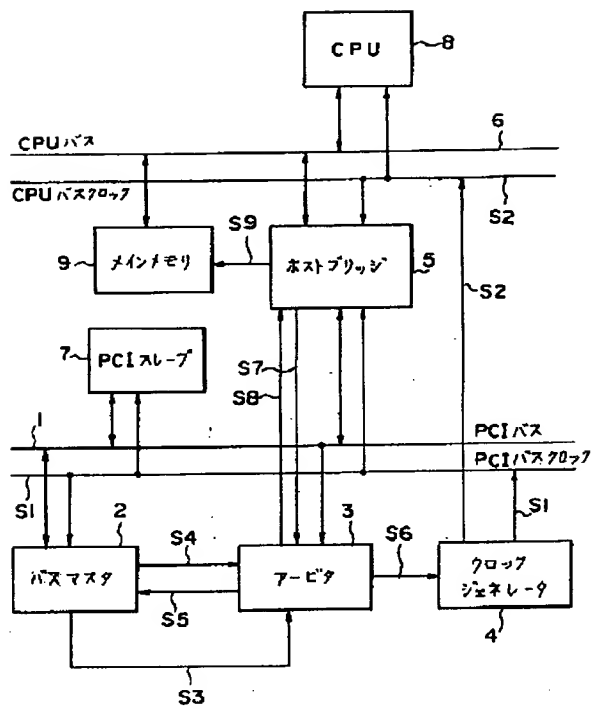 CPU
8
CPUバス
6
CPUバスクロック
S2
9
メインメモリ
S9
ホストブリッジ
5
S2
7
PCIスレーブ
S7
S8
1
PCIバス
PCIバスクロック
S1
S1
2
3
バスマスタ
S4
S5
アービタ
S6
クロック
ジェネレータ
4
S3